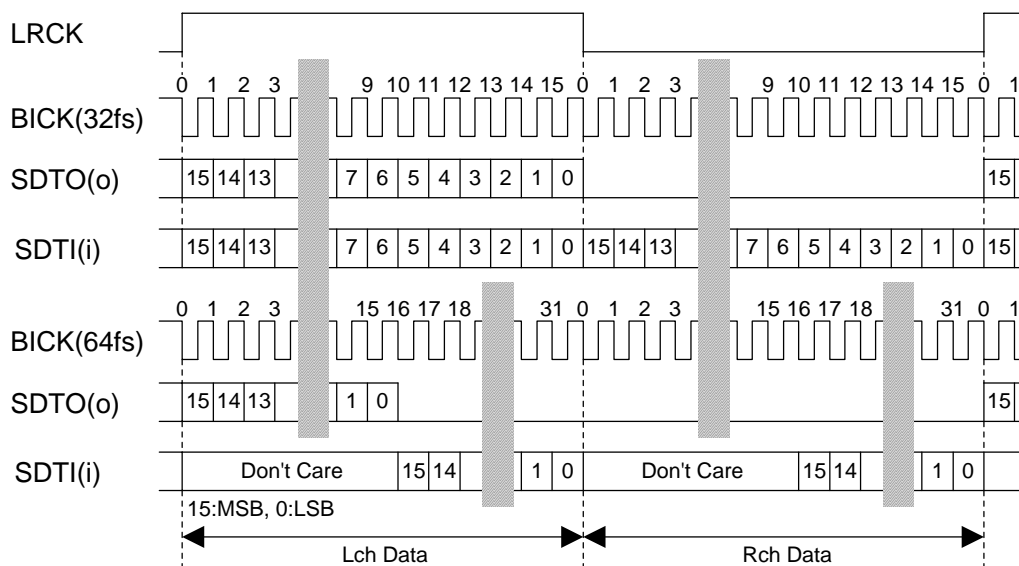 LRCK
0 1 2 3 9 10 11 12 13 14 15 0 1 2 3 9 10 11 12 13 14 15 0 1
BICK(32fs)
SDTO(o) 15 14 13 7 6 5 4 3 2 1 0 15
SDTI(i) 15 14 13 7 6 5 4 3 2 1 0 15 14 13 7 6 5 4 3 2 1 0 15
0 1 2 3 15 16 17 18 31 0 1 2 3 15 16 17 18 31 0 1
BICK(64fs)
SDTO(o) 15 14 13 1 0 15
SDTI(i) Don't Care 15 14 1 0 Don't Care 15 14 1 0
15:MSB, 0:LSB
Lch Data Rch Data